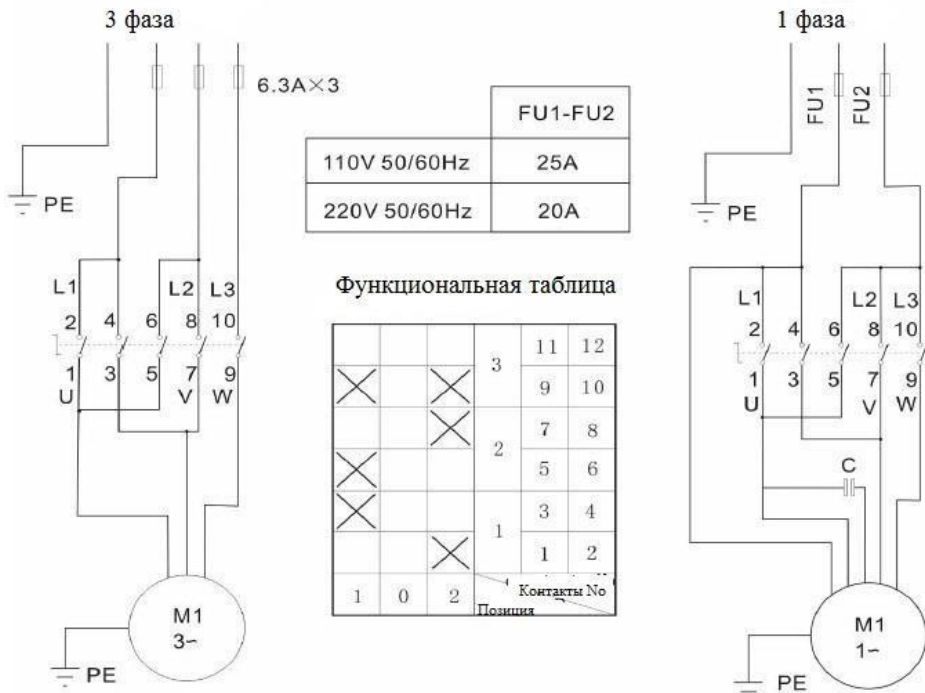 3 фаза
6.3A×3
PE
L1 L2 L3
2 4 6 8 10
1 3 5 7 9
U V W
M1
3~
PE
FU1-FU2
110V 50/60Hz 25A
220V 50/60Hz 20A
Функциональная таблица
3 11 12
9 10
2 7 8
5 6
1 3 4
1 2
1 0 2
Контакты No
Позиция
1 фаза
FU1 FU2
PE
L1 L2 L3
2 4 6 8 10
1 3 5 7 9
U V W
C
M1
1~
PE